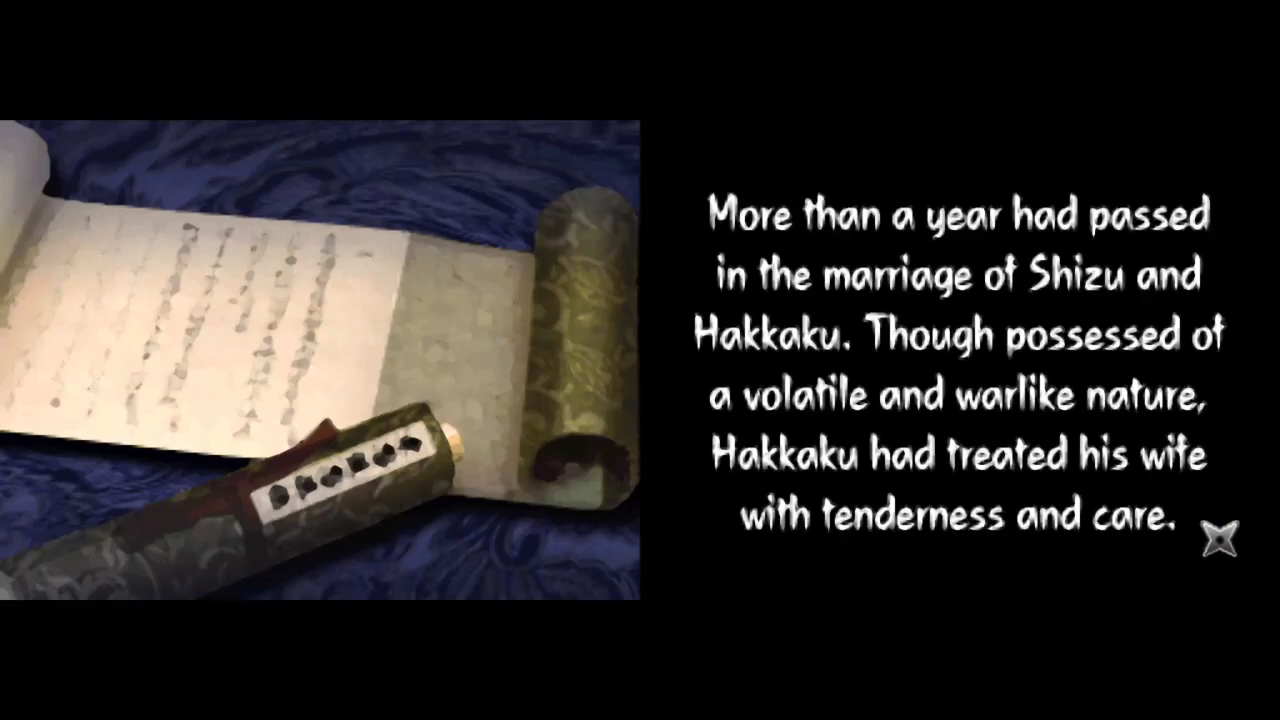 More than a year had passed
in the marriage of Shizu and
Hakkaku. Though possessed of
a volatile and warlike nature,
Hakkaku had treated his wife
with tenderness and care.